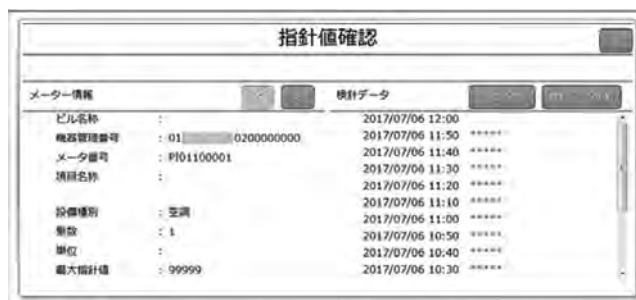 指針値確認
メーター情報
検針データ
ビル名称 :
機器管理番号 : 01 0200000000
メータ番号 : PI01100001
項目名称 :
設備種別 : 空調
乗数 : 1
単位 :
最大指針値 : 99999
2017/07/06 12:00
2017/07/06 11:50 *****
2017/07/06 11:40 *****
2017/07/06 11:30 *****
2017/07/06 11:20 *****
2017/07/06 11:10 *****
2017/07/06 11:00 *****
2017/07/06 10:50 *****
2017/07/06 10:40 *****
2017/07/06 10:30 *****